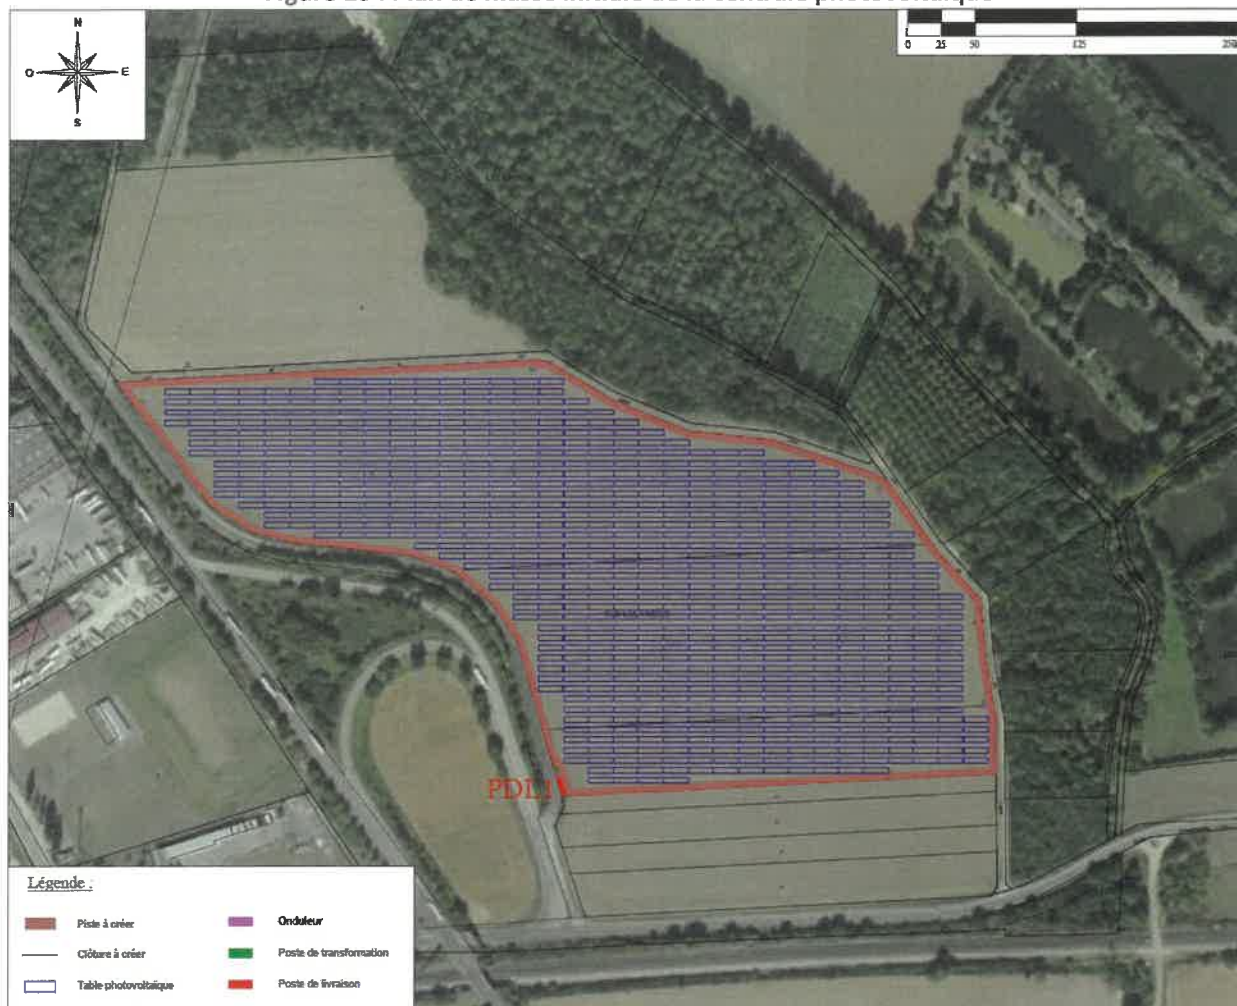 N
O E
S
0 25 50 125 250
PDL1
Légende :
Piste à créer
Onduleur
Clôture à créer
Poste de transformation
Table photovoltaïque
Poste de livraison